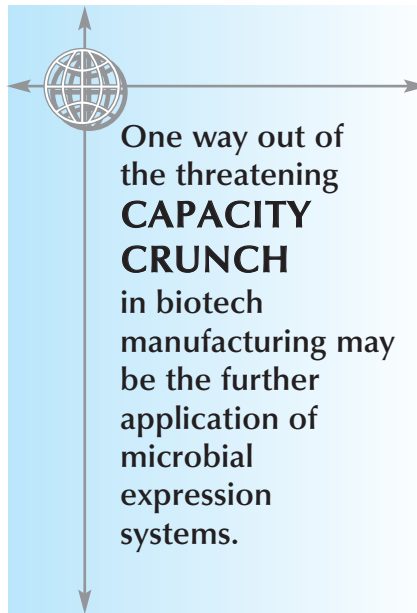 One way out of
the threatening
CAPACITY
CRUNCH
in biotech
manufacturing may
be the further
application of
microbial
expression
systems.